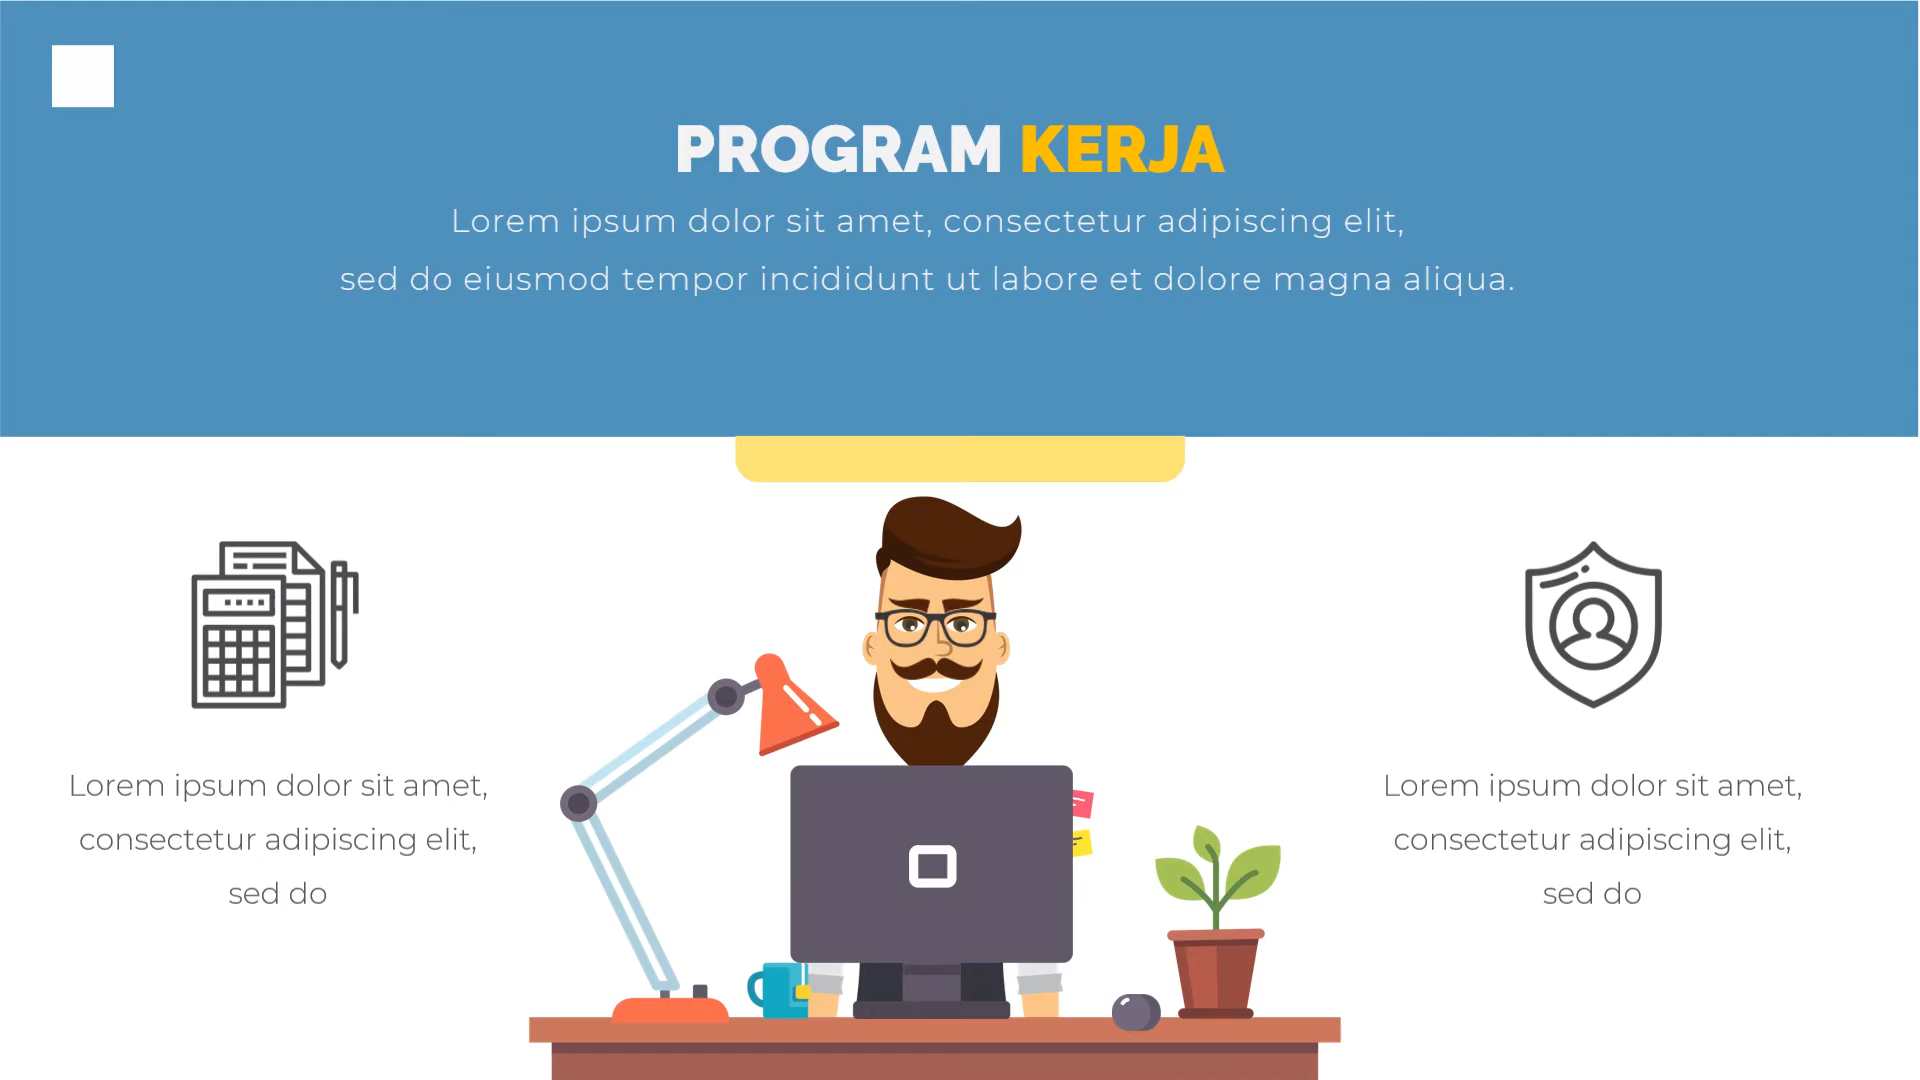 PROGRAM KERJA
Lorem ipsum dolor sit amet, consectetur adipiscing elit,
sed do eiusmod tempor incididunt ut labore et dolore magna aliqua.
Lorem ipsum dolor sit amet,
consectetur adipiscing elit,
sed do
Lorem ipsum dolor sit amet,
consectetur adipiscing elit,
sed do